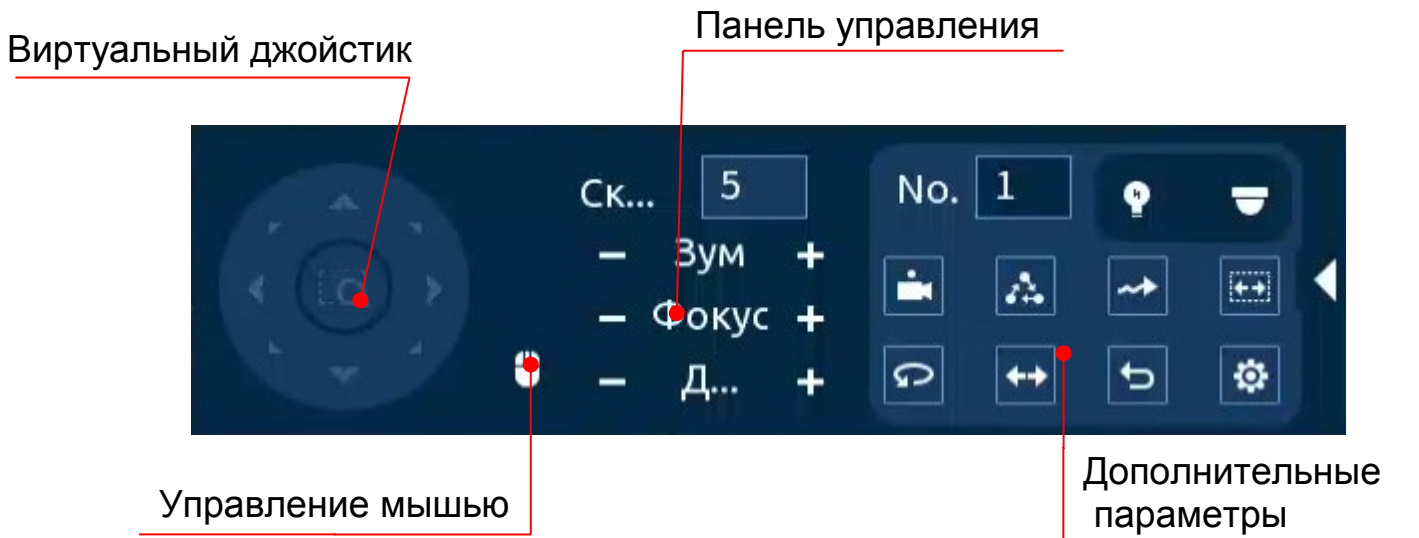 Панель управления
Виртуальный джойстик
Ск... 5
No. 1
− Зум +
− Фокус +
− Д... +
Управление мышью
Дополнительные
параметры